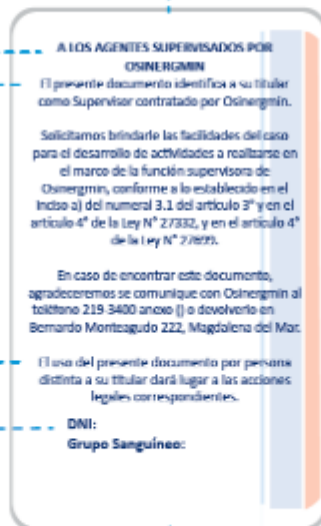 A LOS AGENTES SUPERVISADOS POR
OSINERGMIN
El presente documento identifica a su titular
como Supervisor contratado por Osinergmin.
Solicitamos brindarle las facilidades del caso
para el desarrollo de actividades a realizarse en
el marco de la función supervisora de
Osinergmin, conforme a lo establecido en el
inciso a) del numeral 3.1 del artículo 3° y en el
artículo 4° de la Ley N° 27332, y en el artículo 4°
de la Ley N° 27699.
En caso de encontrar este documento,
agradeceremos se comunique con Osinergmin al
teléfono 219-3400 anexo () o devolverlo en
Bernardo Monteagudo 222, Magdalena del Mar.
El uso del presente documento por persona
distinta a su titular dará lugar a las acciones
legales correspondientes.
DNI:
Grupo Sanguíneo: